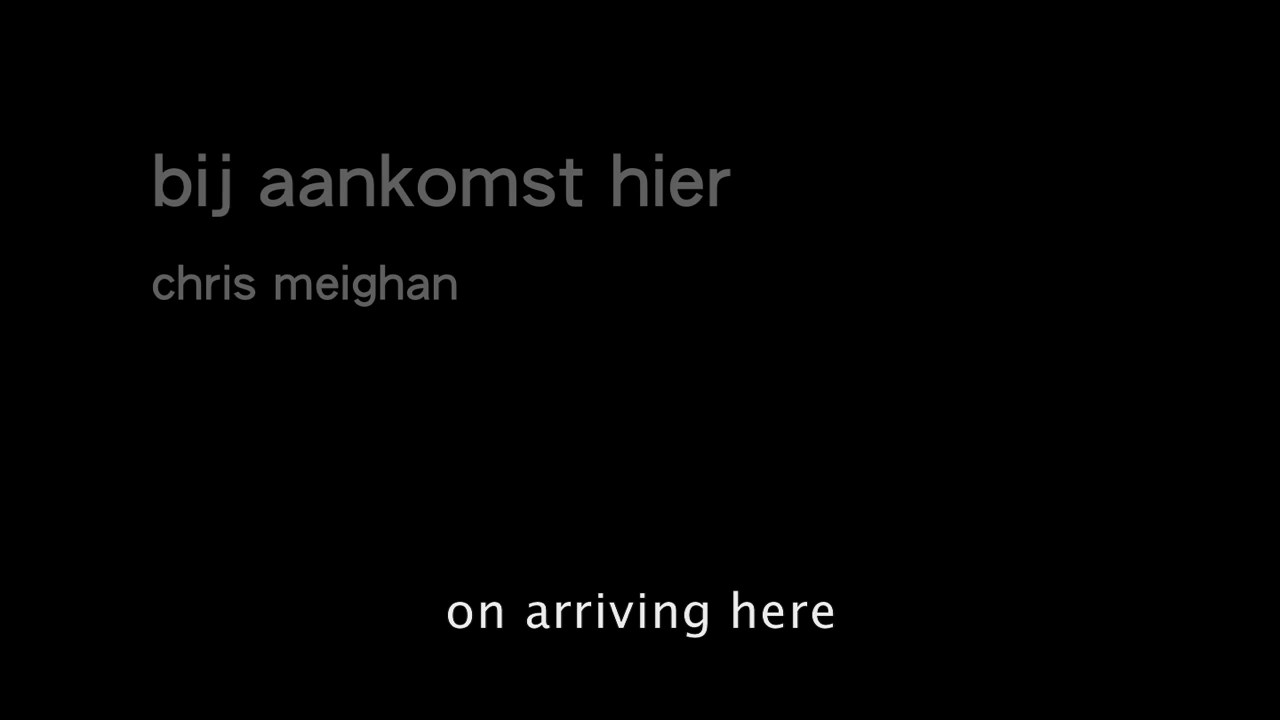 bij aankomst hier
chris meighan
on arriving here